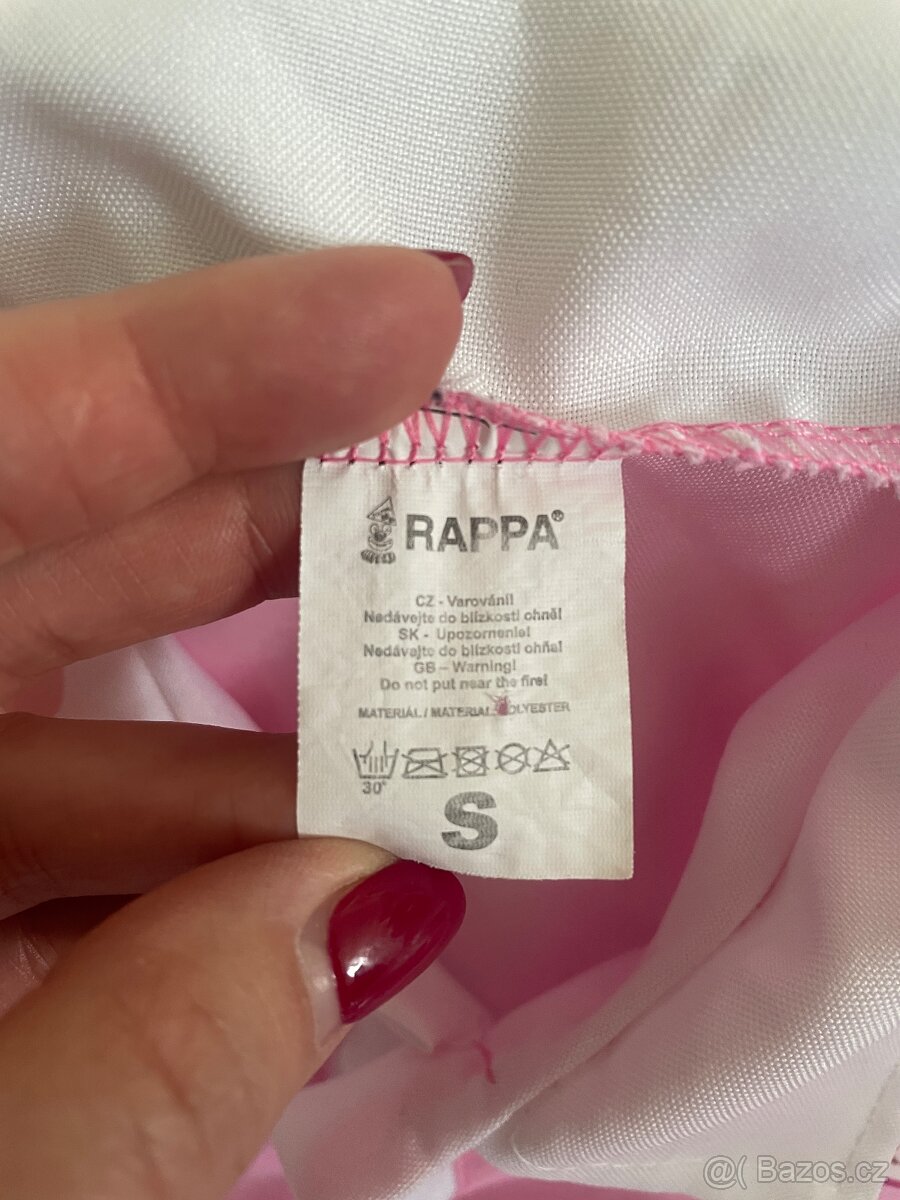 RAPPA®
CZ - Varování!
Nedávejte do blízkosti ohně!
SK - Upozornenie!
Nedávajte do blízkosti ohňa!
GB – Warning!
Do not put near the fire!
MATERIÁL / MATERIAL POLYESTER
30°
S
@( Bazos.cz